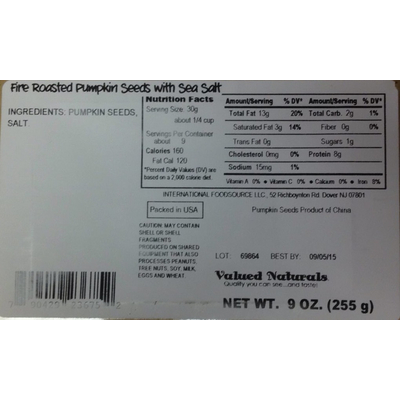 Fire Roasted Pumpkin Seeds with Sea Salt
INGREDIENTS: PUMPKIN SEEDS,
SALT.
Nutrition Facts
Serving Size 30g
about 1/4 cup
Servings Per Container
about 9
Calories 160
Fat Cal. 120
*Percent Daily Values (DV) are
based on a 2,000 calorie diet.
Amount/Serving % DV* Amount/Serving % DV*
Total Fat 13g 20% Total Carb. 2g 1%
Saturated Fat 3g 14% Fiber 0g 0%
Trans Fat 0g Sugars 1g
Cholesterol 0mg 0% Protein 8g
Sodium 15mg 1%
Vitamin A 0% • Vitamin C 0% • Calcium 0% • Iron 8%
INTERNATIONAL FOODSOURCE LLC., 52 Richboynton Rd. Dover NJ 07801
Packed in USA
Pumpkin Seeds Product of China
CAUTION: MAY CONTAIN
SHELL OR SHELL
FRAGMENTS
PRODUCED ON SHARED
EQUIPMENT THAT ALSO
PROCESSES PEANUTS,
TREE NUTS, SOY, MILK,
EGGS AND WHEAT.
LOT: 69864 BEST BY: 09/05/15
Valued Naturals
Quality you can see...and taste.
NET WT. 9 OZ. (255 g)